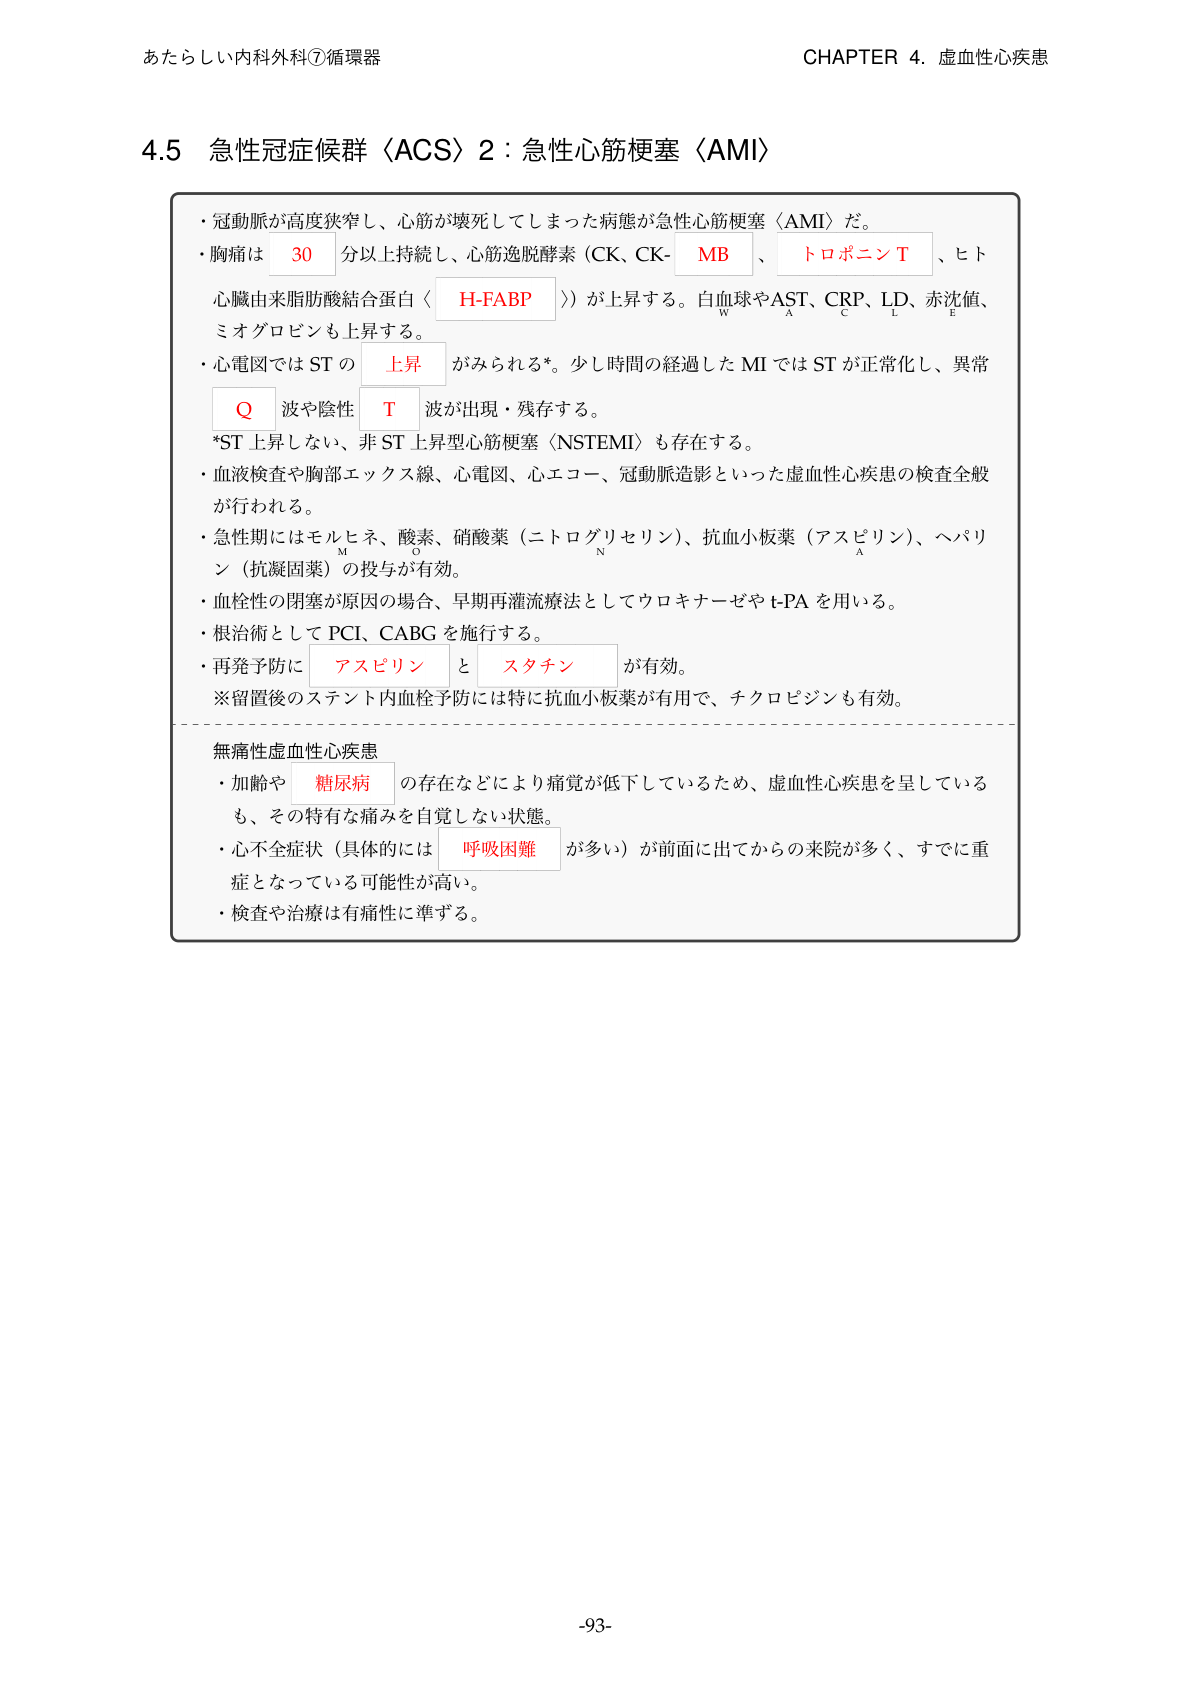 あたらしい内科外科⑦循環器 CHAPTER 4. 虚血性心疾患
4.5 急性冠症候群〈ACS〉2：急性心筋梗塞〈AMI〉
・冠動脈が高度狭窄し、心筋が壊死してしまった病態が急性心筋梗塞〈AMI〉だ。
・胸痛は 30 分以上持続し、心筋逸脱酵素（CK、CK- MB 、 トロポニン T 、ヒト
心臓由来脂肪酸結合蛋白〈 H-FABP 〉）が上昇する。白血球やAST、CRP、LD、赤沈値、
W A C L E
ミオグロビンも上昇する。
・心電図では ST の 上昇 がみられる*。少し時間の経過した MI では ST が正常化し、異常
Q 波や陰性 T 波が出現・残存する。
*ST 上昇しない、非 ST 上昇型心筋梗塞〈NSTEMI〉も存在する。
・血液検査や胸部エックス線、心電図、心エコー、冠動脈造影といった虚血性心疾患の検査全般
が行われる。
・急性期にはモルヒネ、酸素、硝酸薬（ニトログリセリン）、抗血小板薬（アスピリン）、ヘパリ
M O N A
ン（抗凝固薬）の投与が有効。
・血栓性の閉塞が原因の場合、早期再灌流療法としてウロキナーゼや t-PA を用いる。
・根治術として PCI、CABG を施行する。
・再発予防に アスピリン と スタチン が有効。
※留置後のステント内血栓予防には特に抗血小板薬が有用で、チクロピジンも有効。
無痛性虚血性心疾患
・加齢や 糖尿病 の存在などにより痛覚が低下しているため、虚血性心疾患を呈している
も、その特有な痛みを自覚しない状態。
・心不全症状（具体的には 呼吸困難 が多い）が前面に出てからの来院が多く、すでに重
症となっている可能性が高い。
・検査や治療は有痛性に準ずる。
-93-